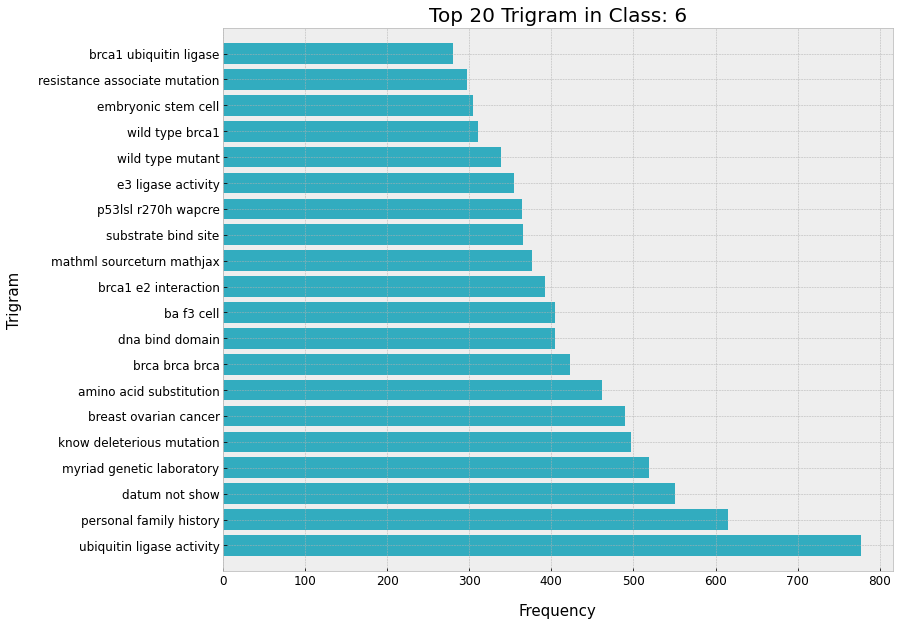 Top 20 Trigram in Class: 6
brca1 ubiquitin ligase
resistance associate mutation
embryonic stem cell
wild type brca1
wild type mutant
e3 ligase activity
p53lsl r270h wapcre
substrate bind site
mathml sourceturn mathjax
brca1 e2 interaction
ba f3 cell
dna bind domain
brca brca brca
amino acid substitution
breast ovarian cancer
know deleterious mutation
myriad genetic laboratory
datum not show
personal family history
ubiquitin ligase activity
Trigram
0 100 200 300 400 500 600 700 800
Frequency